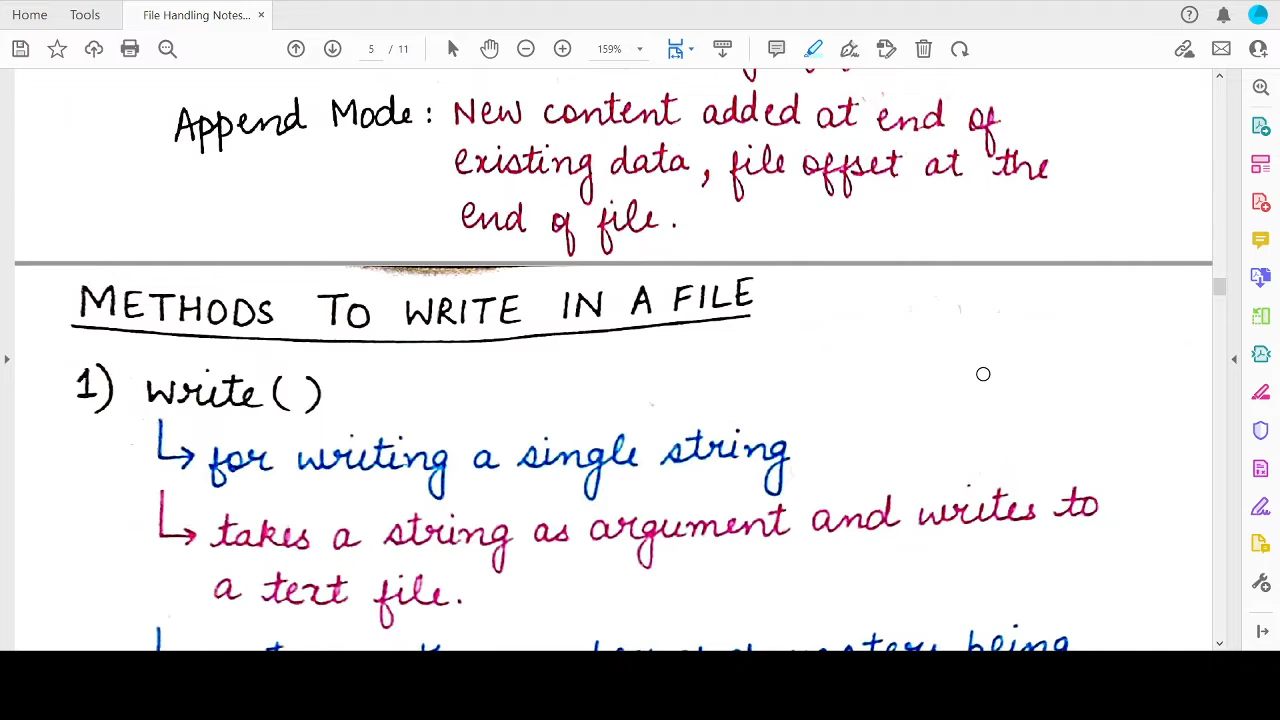 Home Tools File Handling Notes... ×
5 / 11 159%
Append Mode : New content added at end of
existing data, file offset at the
end of file.
METHODS TO WRITE IN A FILE
1) write( )
↳ for writing a single string
↳ takes a string as argument and writes to
a text file.
being